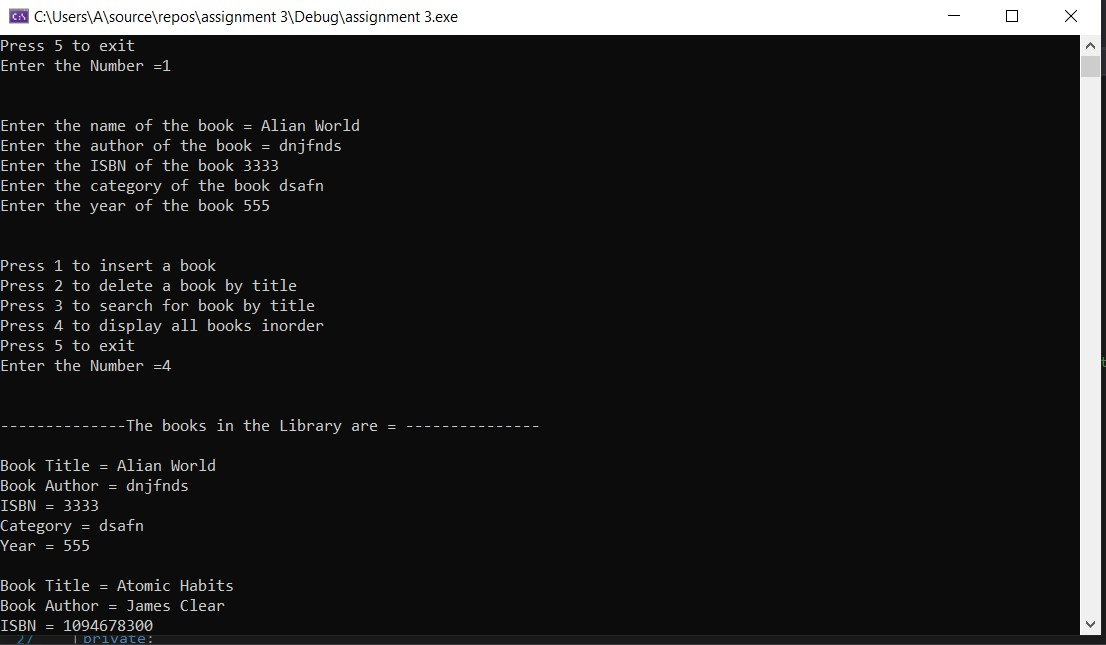 C:\Users\A\source\repos\assignment 3\Debug\assignment 3.exe
Press 5 to exit
Enter the Number =1
Enter the name of the book = Alian World
Enter the author of the book = dnjfnds
Enter the ISBN of the book 3333
Enter the category of the book dsafn
Enter the year of the book 555
Press 1 to insert a book
Press 2 to delete a book by title
Press 3 to search for book by title
Press 4 to display all books inorder
Press 5 to exit
Enter the Number =4
--------------The books in the Library are = ---------------
Book Title = Alian World
Book Author = dnjfnds
ISBN = 3333
Category = dsafn
Year = 555
Book Title = Atomic Habits
Book Author = James Clear
ISBN = 1094678300
27 private: